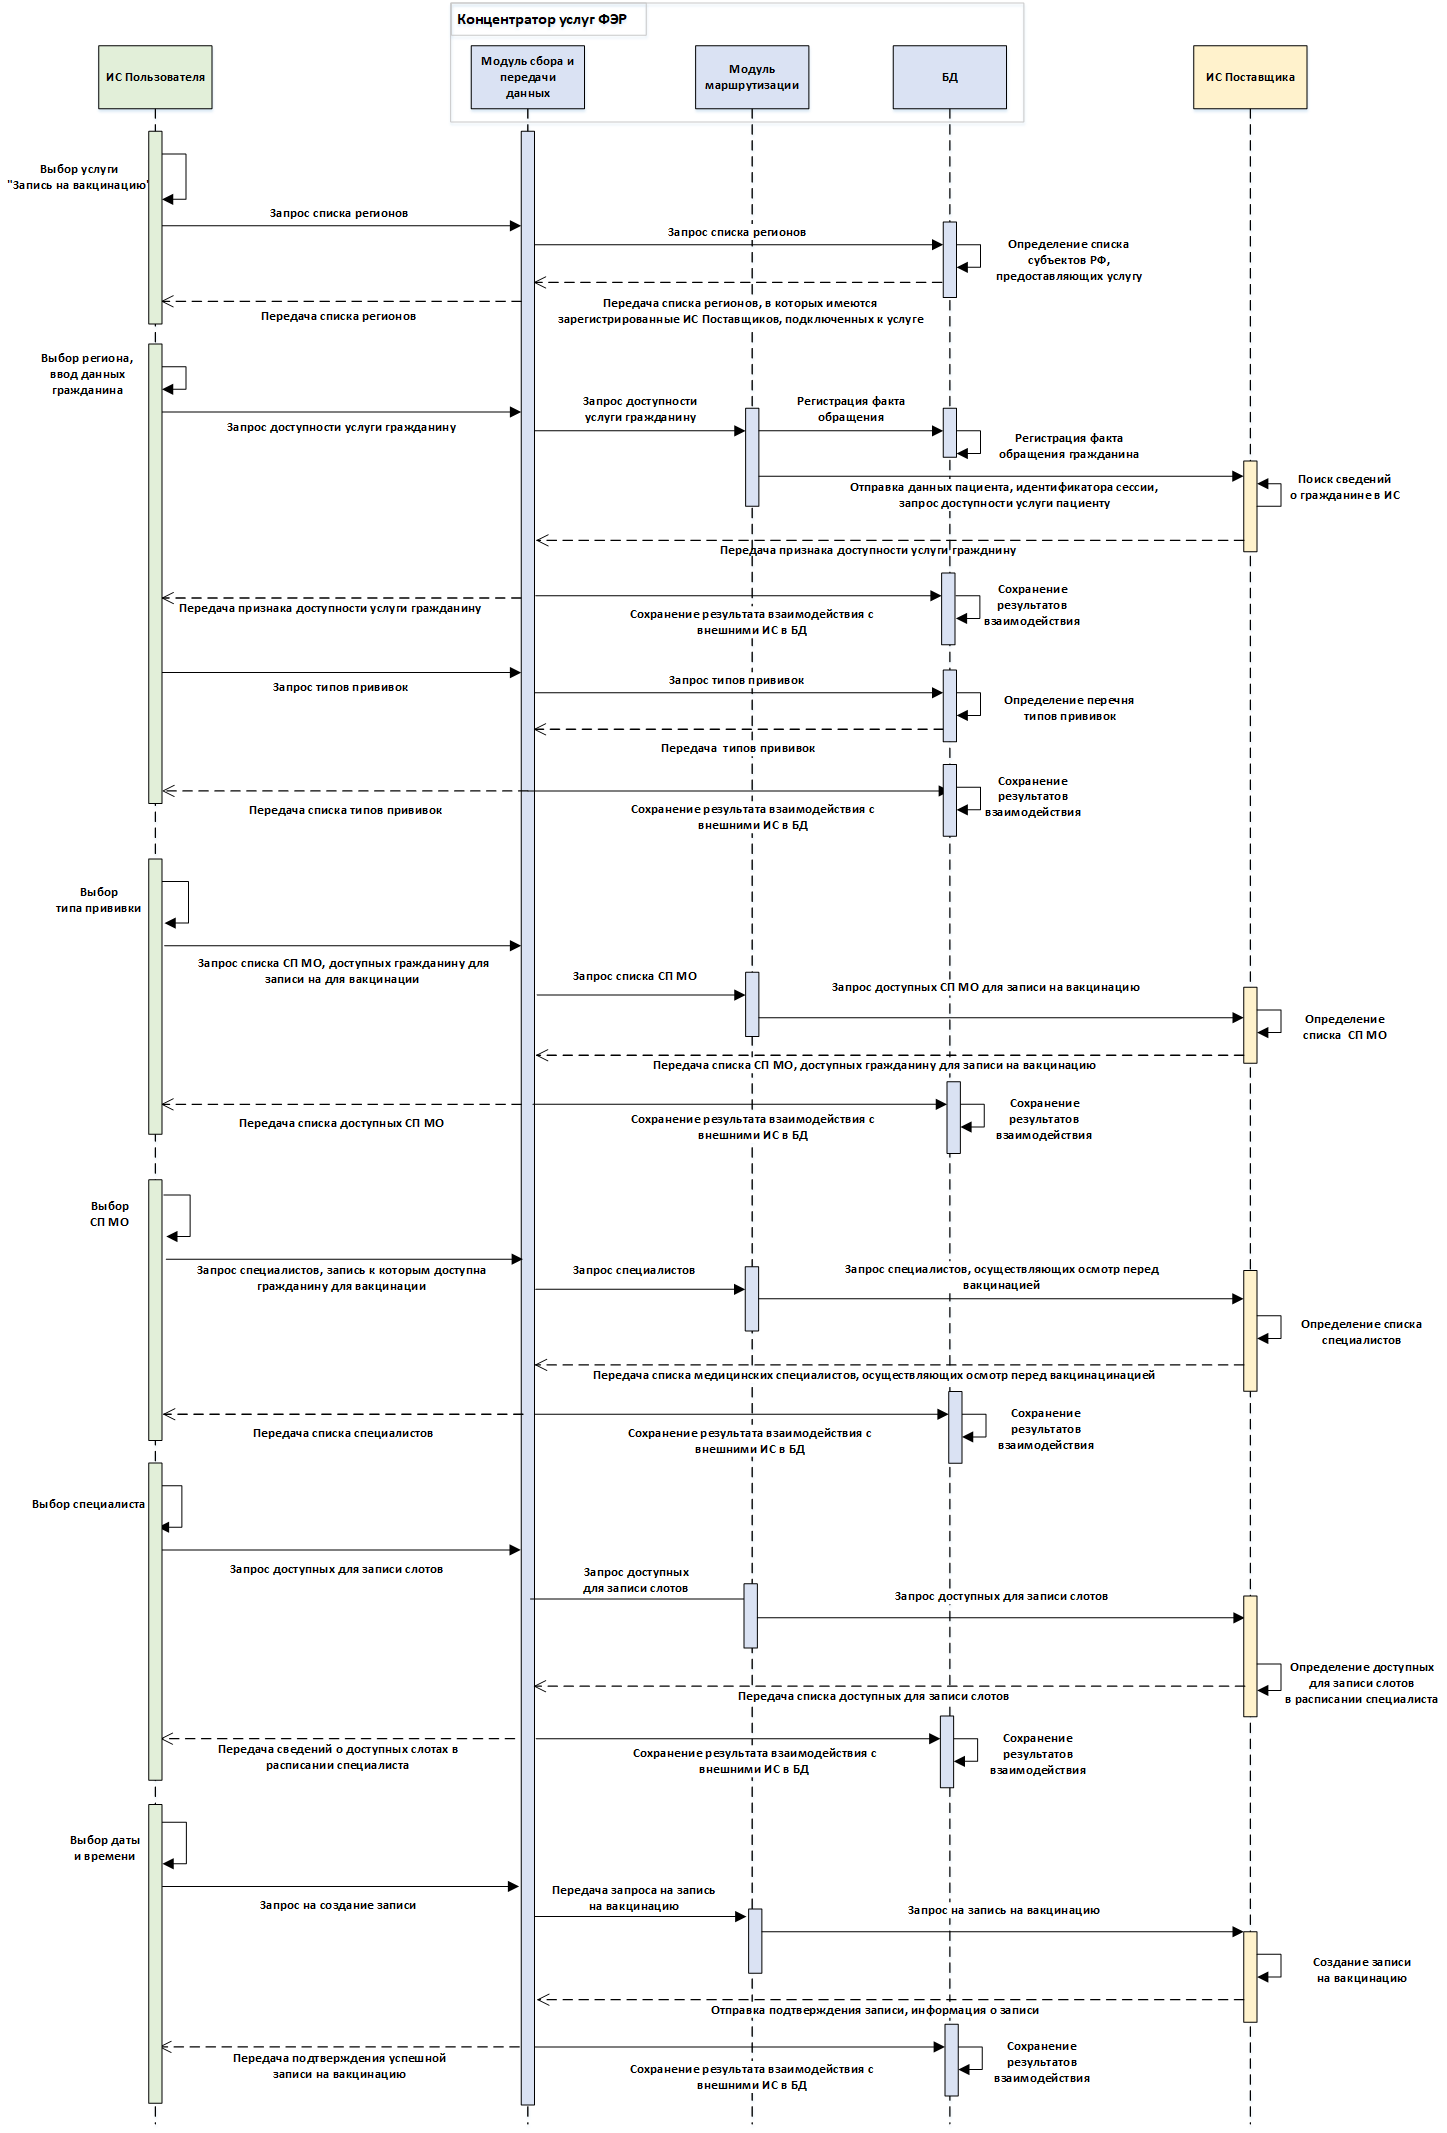 Концентратор услуг ФЭР
ИС Пользователя
Модуль сбора и
передачи
данных
Модуль
маршрутизации
БД
ИС Поставщика
Выбор услуги
"Запись на вакцинацию"
Запрос списка регионов
Запрос списка регионов
Определение списка
субъектов РФ,
предоставляющих услугу
Передача списка регионов, в которых имеются
зарегистрированные ИС Поставщиков, подключенных к услуге
Передача списка регионов
Выбор региона,
ввод данных
гражданина
Запрос доступности услуги гражданину
Запрос доступности
услуги гражданину
Регистрация факта
обращения
Регистрация факта
обращения гражданина
Отправка данных пациента, идентификатора сессии,
запрос доступности услуги пациенту
Поиск сведений
о гражданине в ИС
Передача признака доступности услуги гражднину
Передача признака доступности услуги гражданину
Сохранение результата взаимодействия с
внешними ИС в БД
Сохранение
результатов
взаимодействия
Запрос типов прививок
Запрос типов прививок
Определение перечня
типов прививок
Передача  типов прививок
Передача списка типов прививок
Сохранение результата взаимодействия с
внешними ИС в БД
Сохранение
результатов
взаимодействия
Выбор
типа прививки
Запрос списка СП МО, доступных гражданину для
записи на для вакцинации
Запрос списка СП МО
Запрос доступных СП МО для записи на вакцинацию
Определение
списка  СП МО
Передача списка СП МО, доступных гражданину для записи на вакцинацию
Передача списка доступных СП МО
Сохранение результата взаимодействия с
внешними ИС в БД
Сохранение
результатов
взаимодействия
Выбор
СП МО
Запрос специалистов, запись к которым доступна
гражданину для вакцинации
Запрос специалистов
Запрос специалистов, осуществляющих осмотр перед
вакцинацией
Определение списка
специалистов
Передача списка медицинских специалистов, осуществляющих осмотр перед вакцинацинацией
Передача списка специалистов
Сохранение результата взаимодействия с
внешними ИС в БД
Сохранение
результатов
взаимодействия
Выбор специалиста
Запрос доступных для записи слотов
Запрос доступных
для записи слотов
Запрос доступных для записи слотов
Определение доступных
для записи слотов
в расписании специалиста
Передача списка доступных для записи слотов
Передача сведений о доступных слотах в
расписании специалиста
Сохранение результата взаимодействия с
внешними ИС в БД
Сохранение
результатов
взаимодействия
Выбор даты
и времени
Запрос на создание записи
Передача запроса на запись
на вакцинацию
Запрос на запись на вакцинацию
Создание записи
на вакцинацию
Отправка подтверждения записи, информация о записи
Передача подтверждения успешной
записи на вакцинацию
Сохранение результата взаимодействия с
внешними ИС в БД
Сохранение
результатов
взаимодействия